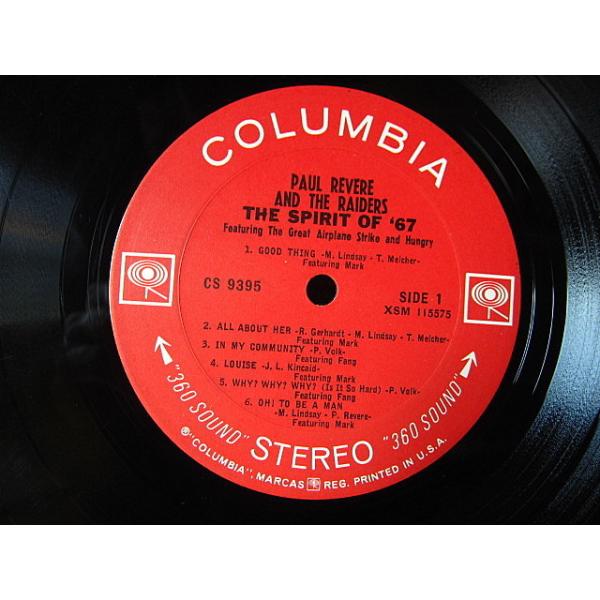 COLUMBIA
PAUL REVERE
AND THE RAIDERS
THE SPIRIT OF '67
Featuring The Great Airplane Strike and Hungry
1. GOOD THING -M. Lindsay - T. Melcher-
Featuring Mark
CS 9395
SIDE 1
XSM 115575
2. ALL ABOUT HER -R. Gerhardt - M. Lindsay - T. Melcher-
Featuring Mark
3. IN MY COMMUNITY -P. Volk-
Featuring Fang
4. LOUISE -J. L. Kincaid-
Featuring Mark
5. WHY? WHY? WHY? (Is It So Hard) -P. Volk-
Featuring Fang
6. OH! TO BE A MAN
-M. Lindsay - P. Revere-
Featuring Mark
"360 SOUND" STEREO "360 SOUND"
® "COLUMBIA", MARCAS REG. PRINTED IN U.S.A.